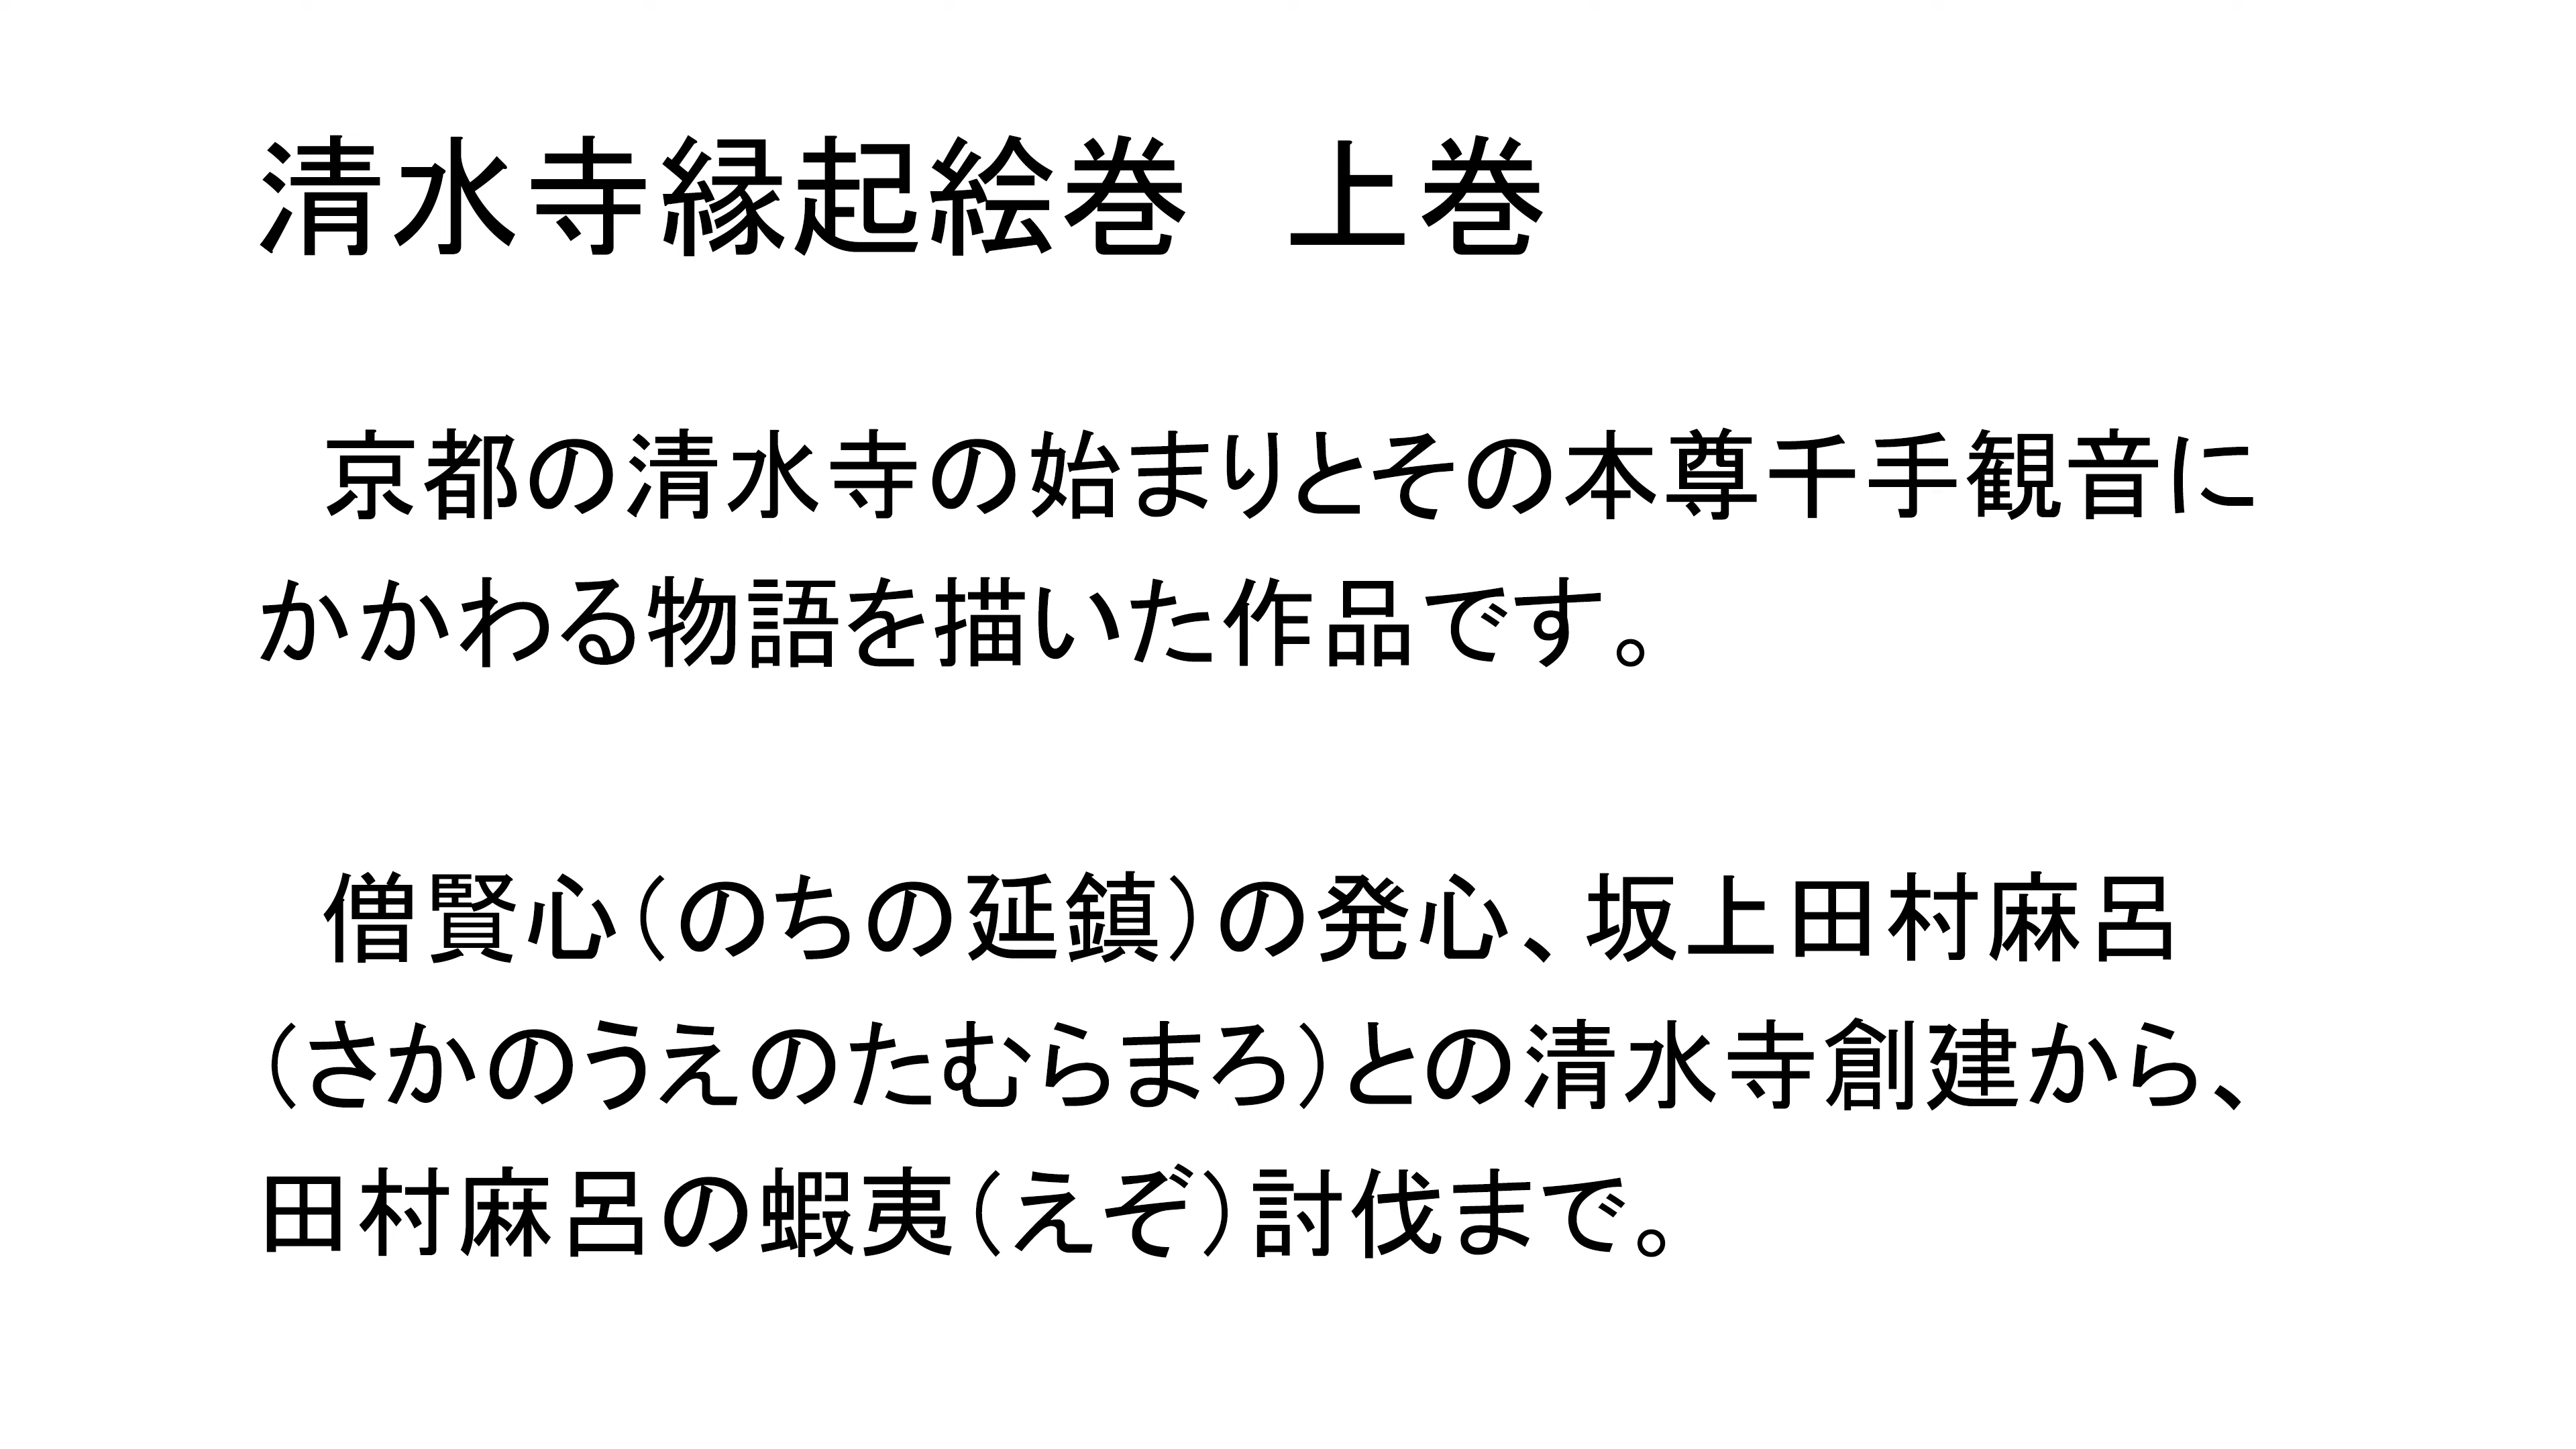 清水寺縁起絵巻　上巻
京都の清水寺の始まりとその本尊千手観音に
かかわる物語を描いた作品です。
僧賢心（のちの延鎮）の発心、坂上田村麻呂
（さかのうえのたむらまろ）との清水寺創建から、
田村麻呂の蝦夷（えぞ）討伐まで。